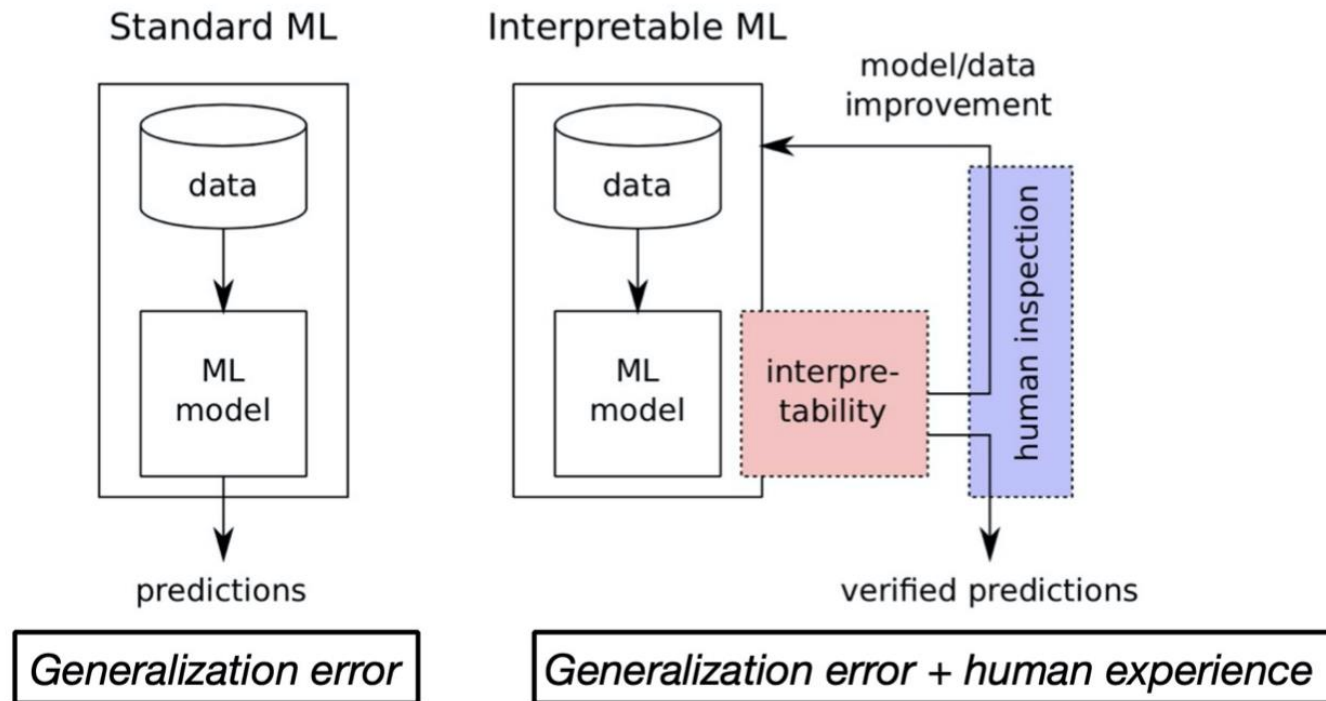 Standard ML
data
ML
model
predictions
Generalization error
Interpretable ML
model/data
improvement
data
ML
model
interpre-
tability
human inspection
verified predictions
Generalization error + human experience